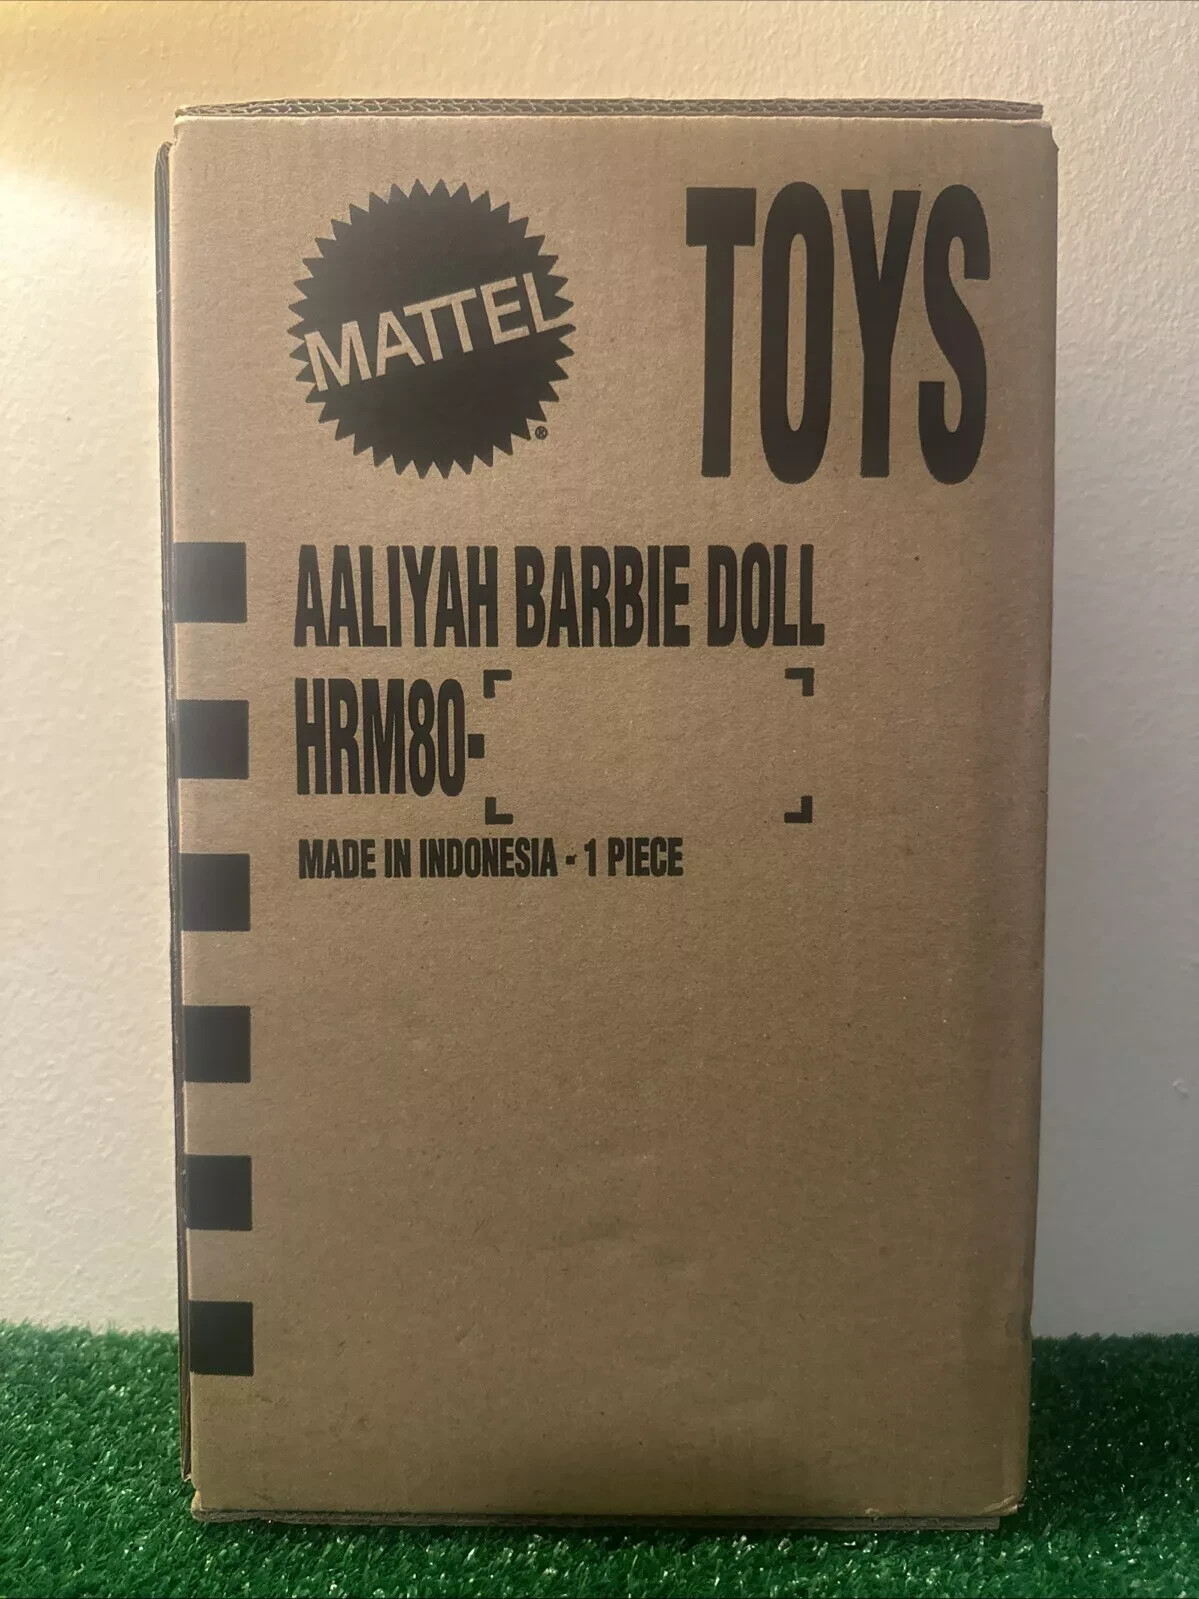 MATTEL
®
TOYS
AALIYAH BARBIE DOLL
HRM80-
MADE IN INDONESIA - 1 PIECE